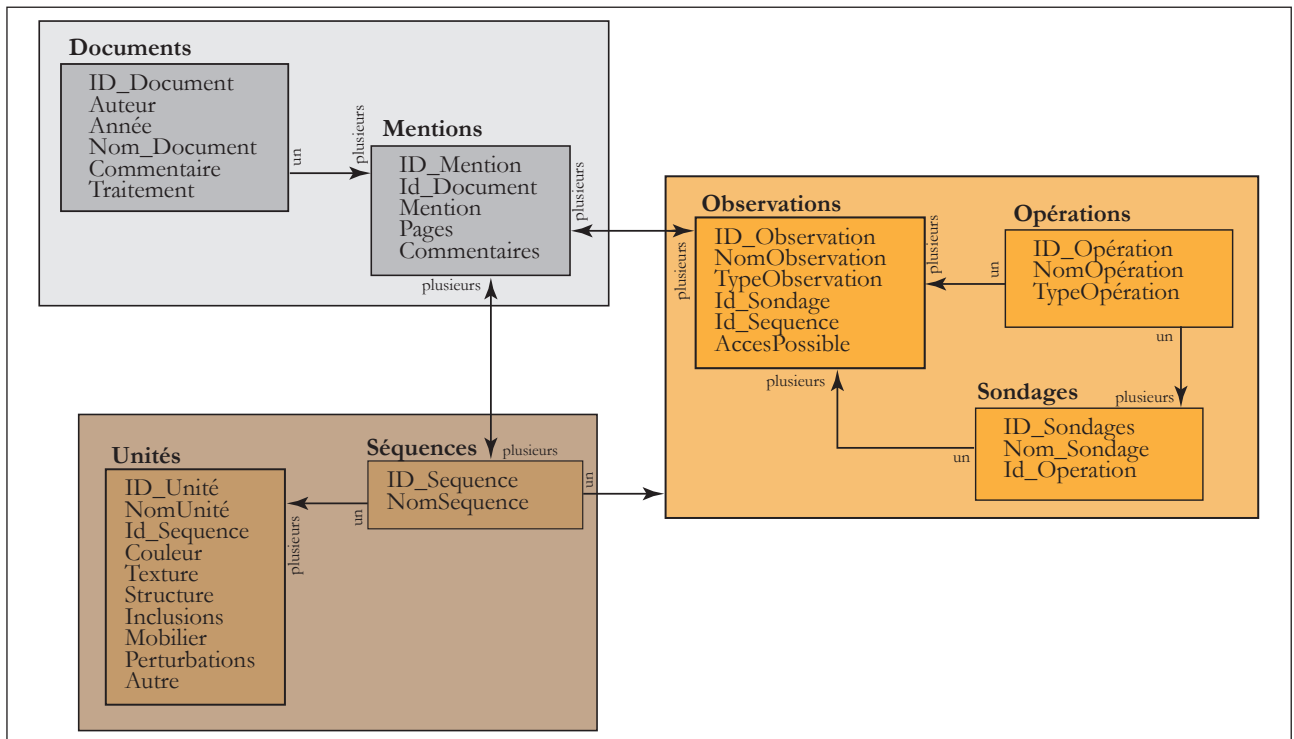 Documents
ID_Document
Auteur
Année
Nom_Document
Commentaire
Traitement
un
plusieurs
Mentions
ID_Mention
Id_Document
Mention
Pages
Commentaires
plusieurs
plusieurs
plusieurs
Observations
ID_Observation
NomObservation
TypeObservation
Id_Sondage
Id_Sequence
AccesPossible
plusieurs
plusieurs
un
Opérations
ID_Opération
NomOpération
TypeOpération
un
plusieurs
Sondages
ID_Sondages
Nom_Sondage
Id_Operation
un
Unités
ID_Unité
NomUnité
Id_Sequence
Couleur
Texture
Structure
Inclusions
Mobilier
Perturbations
Autre
plusieurs
un
Séquences
plusieurs
ID_Sequence
NomSequence
un